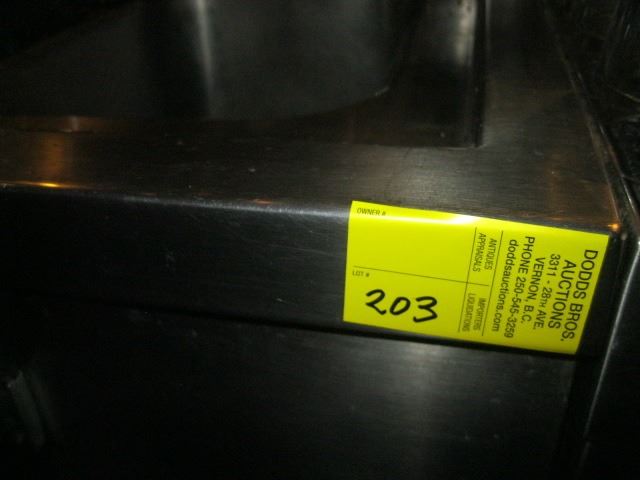 DODDS BROS.
AUCTIONS
3311 - 28TH AVE.
VERNON, B.C.
PHONE 250-545-3259
doddsauctions.com
ANTIQUES
APPRAISALS
IMPORTERS
LIQUIDATIONS
OWNER #
LOT #
203